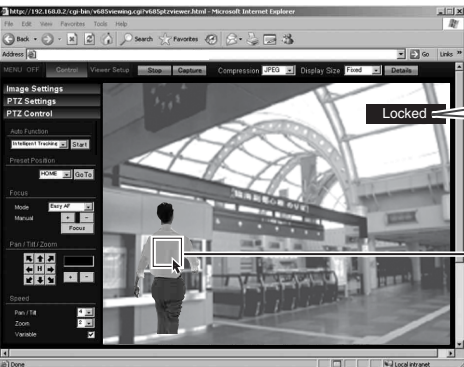 http://192.168.0.2/cgi-bin/v685viewing.cgi?v685ptzviewer.html - Microsoft Internet Explorer
File Edit View Favorites Tools Help
Back Search Favorites
Address Go Links »
MENU OFF Control Viewer Setup Stop Capture Compression JPEG Display Size Fixed Details
Image Settings
PTZ Settings
PTZ Control
Locked
Auto Function
Intelligent Tracking Start
Preset Position
HOME Go To
Focus
Mode Easy AF
Manual + -
Focus
Pan / Tilt / Zoom
H + -
Speed
Pan / Tilt 4
Zoom 2
Variable
Done Local intranet